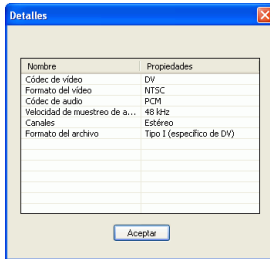 Detalles
Nombre Propiedades
Códec de vídeo DV
Formato del vídeo NTSC
Códec de audio PCM
Velocidad de muestreo de a... 48 kHz
Canales Estéreo
Formato del archivo Tipo I (específico de DV)
Aceptar